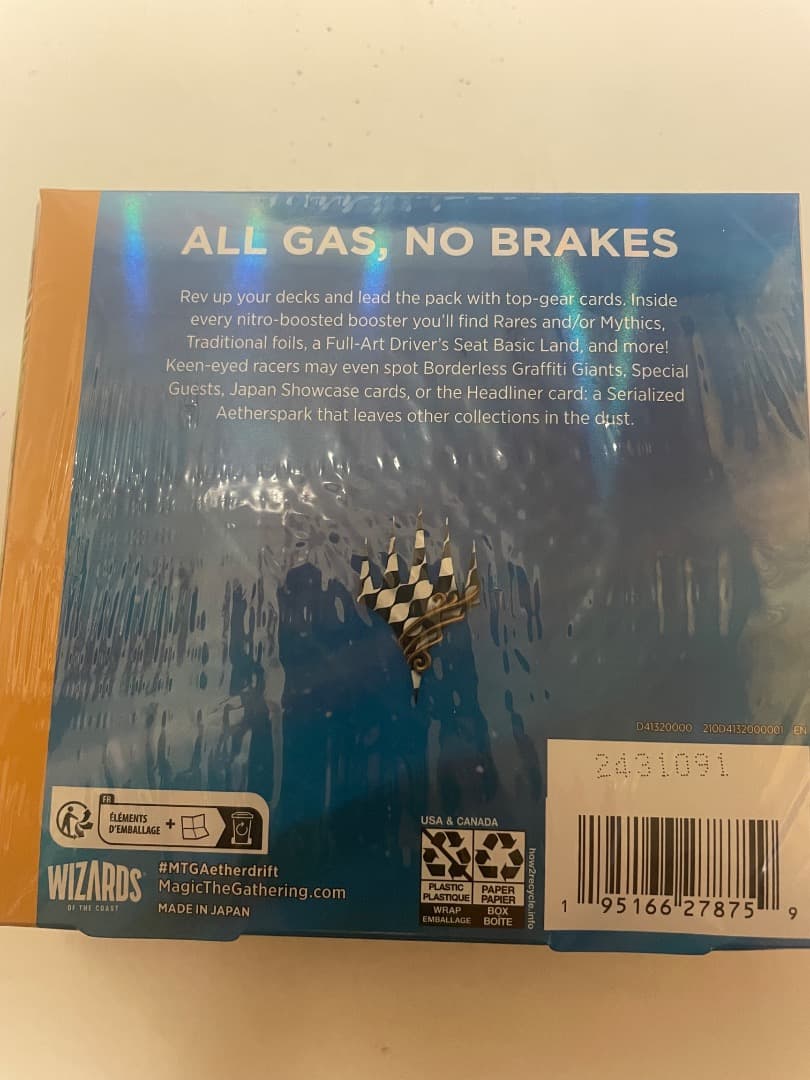 ALL GAS, NO BRAKES
Rev up your decks and lead the pack with top-gear cards. Inside
every nitro-boosted booster you'll find Rares and/or Mythics,
Traditional foils, a Full-Art Driver's Seat Basic Land, and more!
Keen-eyed racers may even spot Borderless Graffiti Giants, Special
Guests, Japan Showcase cards, or the Headliner card: a Serialized
Aetherspark that leaves other collections in the dust.
D41320000 210D4132000001 EN
2431091
FR
ÉLÉMENTS
D'EMBALLAGE +
USA & CANADA
PLASTIC
PLASTIQUE
WRAP
EMBALLAGE
PAPER
PAPIER
BOX
BOÎTE
how2recycle.info
WIZARDS
OF THE COAST
#MTGAetherdrift
MagicTheGathering.com
MADE IN JAPAN
1 95166 27875 9